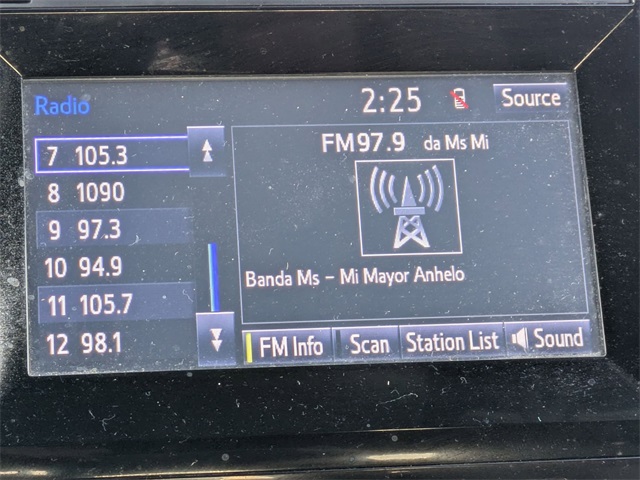 Radio 2:25 Source
7 105.3
8 1090
9 97.3
10 94.9
11 105.7
12 98.1
FM97.9 da Ms Mi
Banda Ms - Mi Mayor Anhelo
FM Info Scan Station List Sound